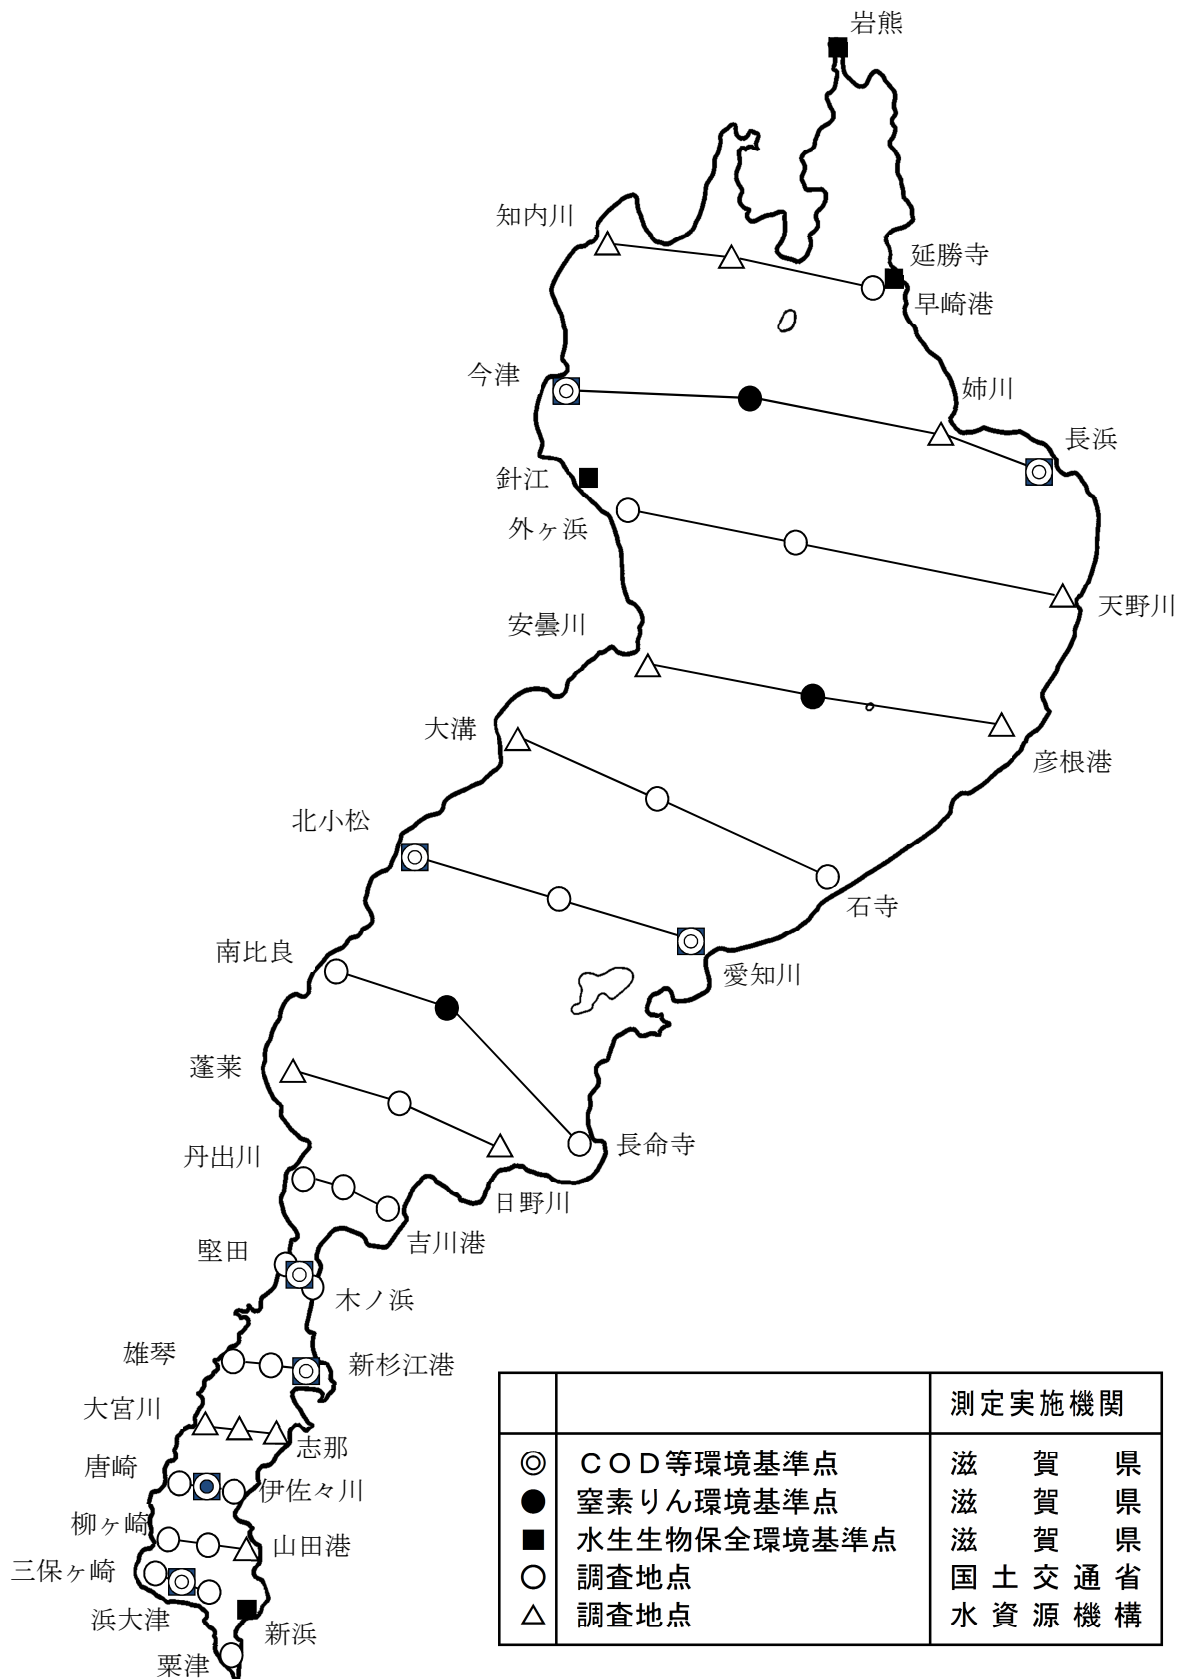 岩熊
知内川
延勝寺
早崎港
今津
姉川
長浜
針江
外ヶ浜
天野川
安曇川
大溝
彦根港
北小松
石寺
南比良
愛知川
蓬莱
長命寺
丹出川
日野川
吉川港
堅田
木ノ浜
雄琴
新杉江港
大宮川
志那
唐崎
伊佐々川
柳ヶ崎
山田港
三保ヶ崎
浜大津
新浜
粟津
測定実施機関
◎ ＣＯＤ等環境基準点 滋賀県
● 窒素りん環境基準点 滋賀県
■ 水生生物保全環境基準点 滋賀県
○ 調査地点 国土交通省
△ 調査地点 水資源機構